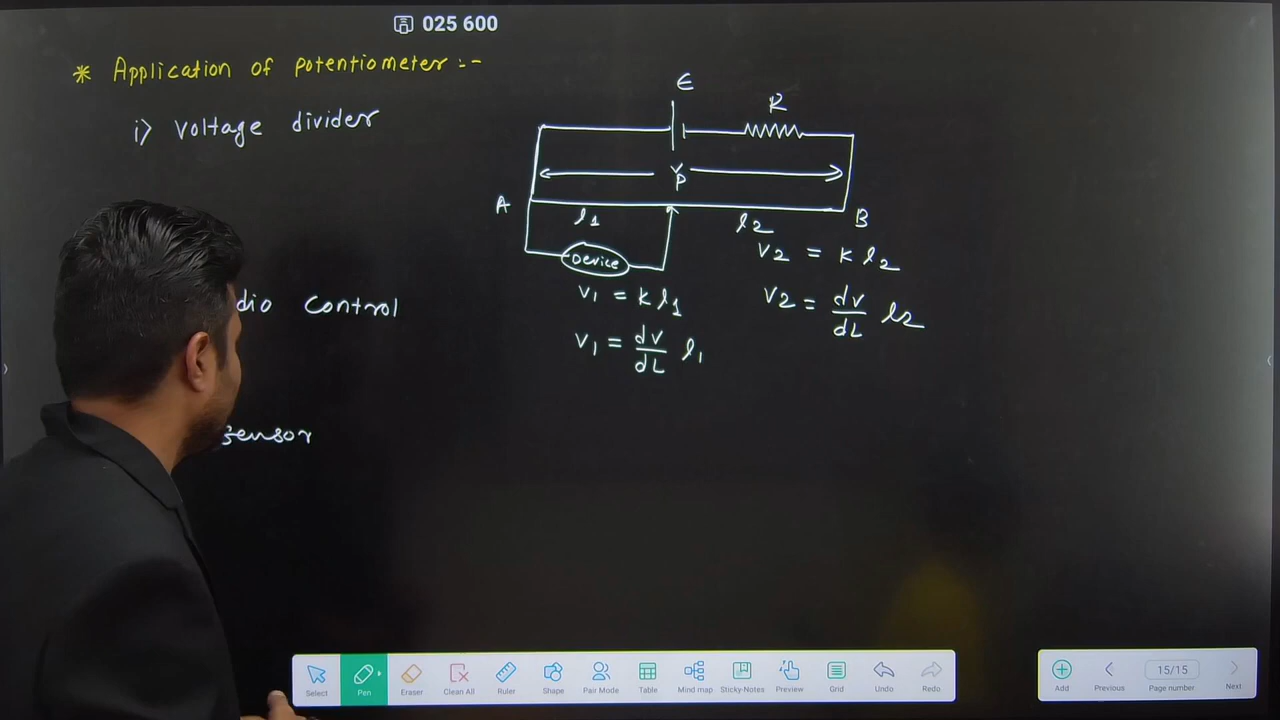 025 600
* Application of potentiometer :-
i) Voltage divider
dio Control
sensor
E
R
Vp
A
l1
l2
B
Device
V1 = K l1
V1 = dV/dL l1
V2 = K l2
V2 = dV/dL l2
Select
Pen
Eraser
Clean All
Ruler
Shape
Pair Mode
Table
Mind map
Sticky-Notes
Preview
Grid
Undo
Redo
Add
Previous
15/15
Page number
Next